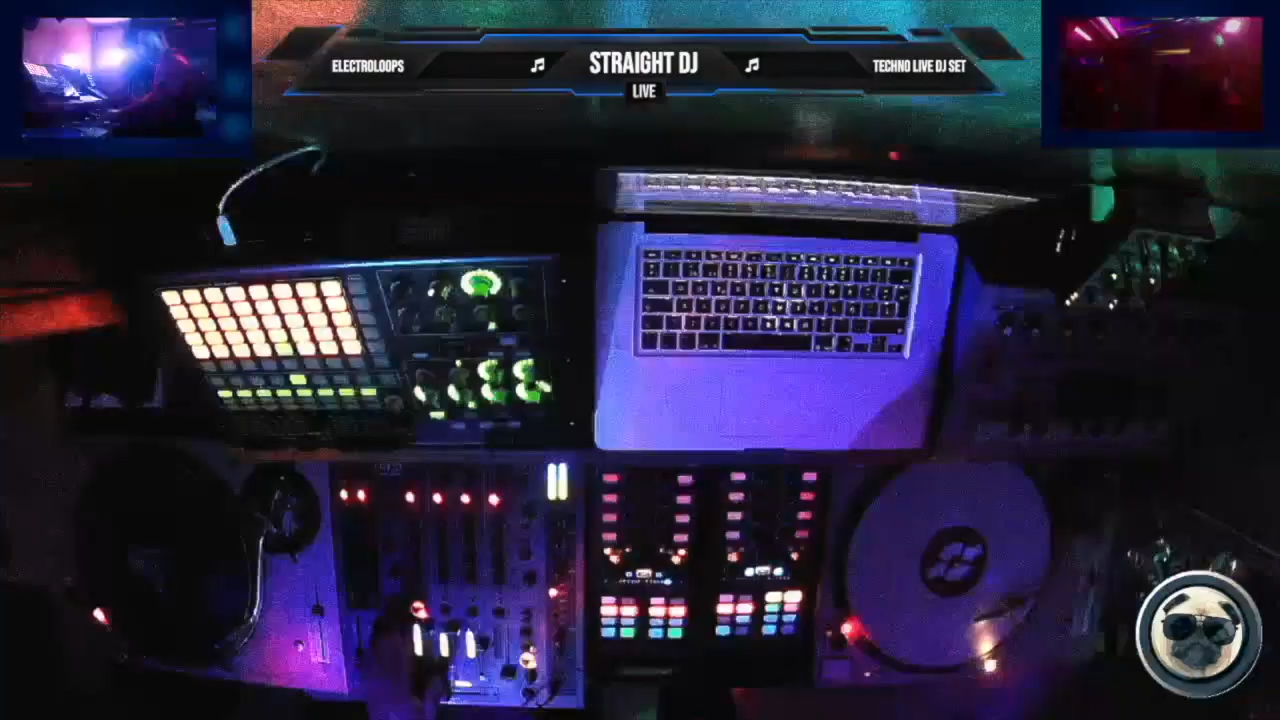 ELECTROLOOPS
STRAIGHT DJ
TECHNO LIVE DJ SET
LIVE